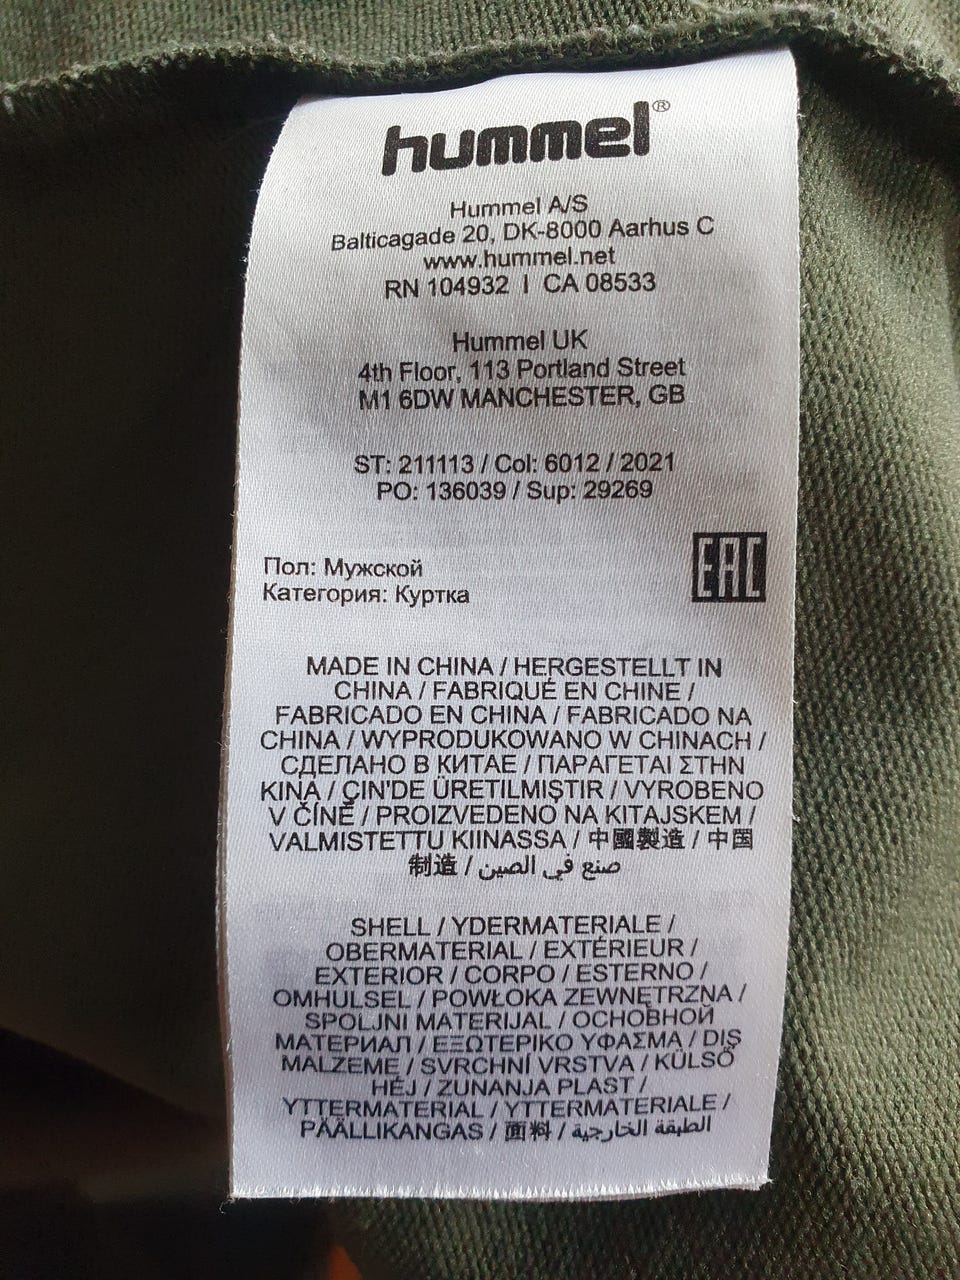 hummel®
Hummel A/S
Balticagade 20, DK-8000 Aarhus C
www.hummel.net
RN 104932 I CA 08533
Hummel UK
4th Floor, 113 Portland Street
M1 6DW MANCHESTER, GB
ST: 211113 / Col: 6012 / 2021
PO: 136039 / Sup: 29269
EAC
Пол: Мужской
Категория: Куртка
MADE IN CHINA / HERGESTELLT IN
CHINA / FABRIQUÉ EN CHINE /
FABRICADO EN CHINA / FABRICADO NA
CHINA / WYPRODUKOWANO W CHINACH /
СДЕЛАНО В КИТАЕ / ΠΑΡΑΓΕΤΑΙ ΣΤΗΝ
ΚΙΝΑ / ÇIN'DE ÜRETILMIŞTIR / VYROBENO
V ČÍNĚ / PROIZVEDENO NA KITAJSKEM /
VALMISTETTU KIINASSA / 中國製造 / 中国
制造 / صنع في الصين
SHELL / YDERMATERIALE /
OBERMATERIAL / EXTÉRIEUR /
EXTERIOR / CORPO / ESTERNO /
OMHULSEL / POWŁOKA ZEWNĘTRZNA /
SPOLJNI MATERIJAL / ОСНОВНОЙ
МАТЕРИАЛ / ΕΞΩΤΕΡΙΚΟ ΥΦΑΣΜΑ / DIŞ
MALZEME / SVRCHNÍ VRSTVA / KÜLSŐ
HÉJ / ZUNANJA PLAST /
YTTERMATERIAL / YTTERMATERIALE /
PÄÄLLIKANGAS / 面料 / الطبقة الخارجية